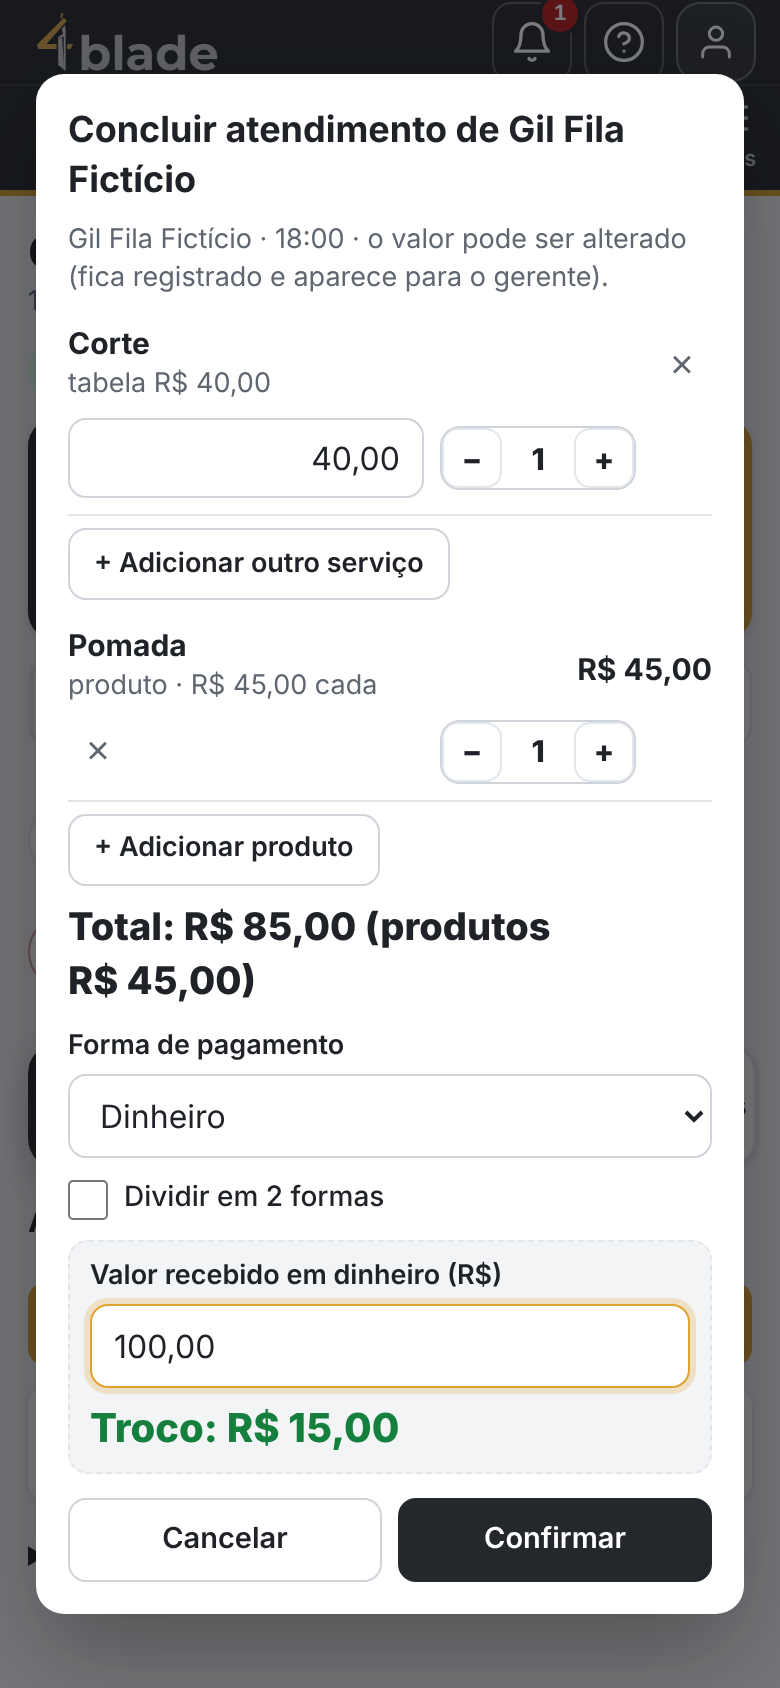 4blade
1
Concluir atendimento de Gil Fila
Fictício
Gil Fila Fictício · 18:00 · o valor pode ser alterado
(fica registrado e aparece para o gerente).
Corte
tabela R$ 40,00
×
40,00
− 1 +
+ Adicionar outro serviço
Pomada
produto · R$ 45,00 cada
R$ 45,00
×
− 1 +
+ Adicionar produto
Total: R$ 85,00 (produtos
R$ 45,00)
Forma de pagamento
Dinheiro
Dividir em 2 formas
Valor recebido em dinheiro (R$)
100,00
Troco: R$ 15,00
Cancelar
Confirmar